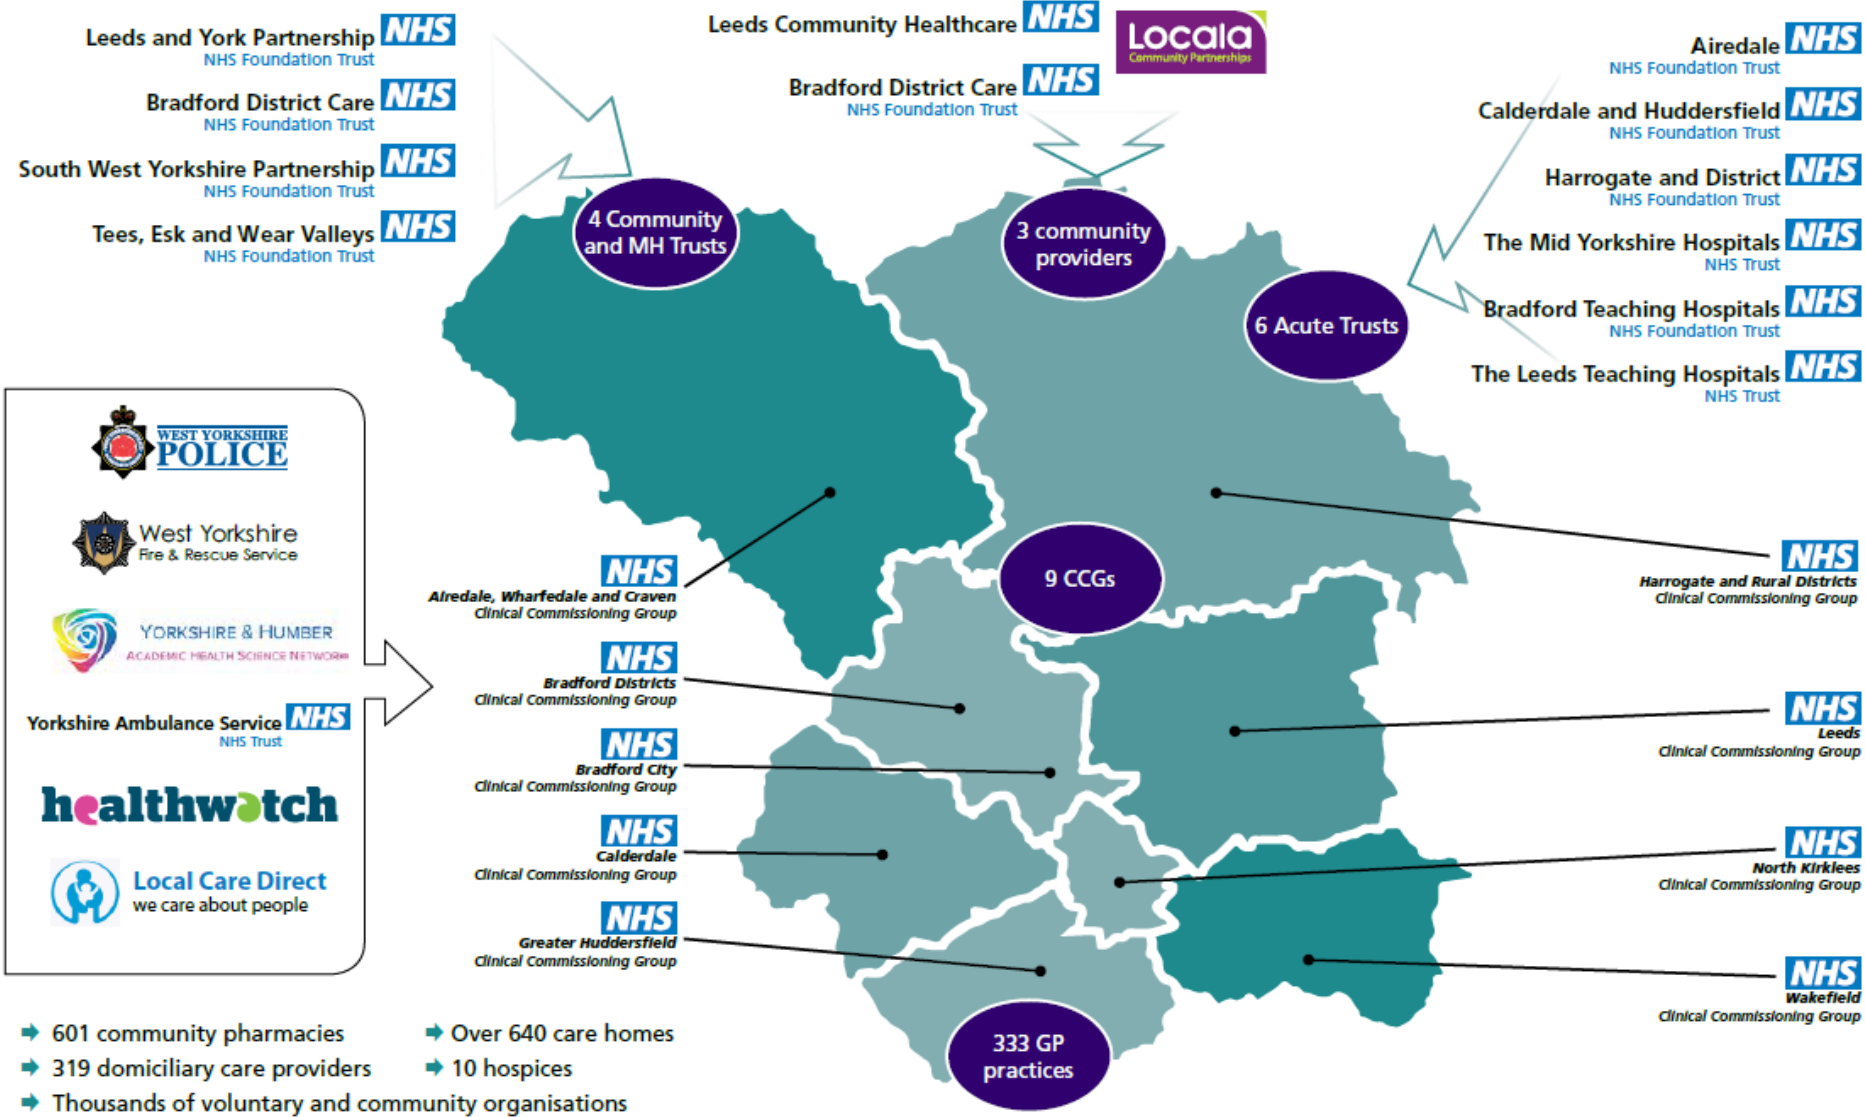 Leeds and York Partnership NHS
NHS Foundation Trust
Bradford District Care NHS
NHS Foundation Trust
South West Yorkshire Partnership NHS
NHS Foundation Trust
Tees, Esk and Wear Valleys NHS
NHS Foundation Trust
Leeds Community Healthcare NHS
Locala
Community Partnerships
Bradford District Care NHS
NHS Foundation Trust
Airedale NHS
NHS Foundation Trust
Calderdale and Huddersfield NHS
NHS Foundation Trust
Harrogate and District NHS
NHS Foundation Trust
The Mid Yorkshire Hospitals NHS
NHS Trust
Bradford Teaching Hospitals NHS
NHS Foundation Trust
The Leeds Teaching Hospitals NHS
NHS Trust
4 Community
and MH Trusts
3 community
providers
6 Acute Trusts
9 CCGs
333 GP
practices
WEST YORKSHIRE
POLICE
West Yorkshire
Fire & Rescue Service
YORKSHIRE & HUMBER
ACADEMIC HEALTH SCIENCE NETWORK
Yorkshire Ambulance Service NHS
NHS Trust
healthwatch
Local Care Direct
we care about people
NHS
Airedale, Wharfedale and Craven
Clinical Commissioning Group
NHS
Bradford Districts
Clinical Commissioning Group
NHS
Bradford City
Clinical Commissioning Group
NHS
Calderdale
Clinical Commissioning Group
NHS
Greater Huddersfield
Clinical Commissioning Group
NHS
Harrogate and Rural Districts
Clinical Commissioning Group
NHS
Leeds
Clinical Commissioning Group
NHS
North Kirklees
Clinical Commissioning Group
NHS
Wakefield
Clinical Commissioning Group
601 community pharmacies
Over 640 care homes
319 domiciliary care providers
10 hospices
Thousands of voluntary and community organisations